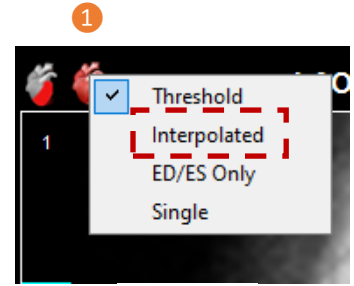 1
Threshold
1
Interpolated
ED/ES Only
Single